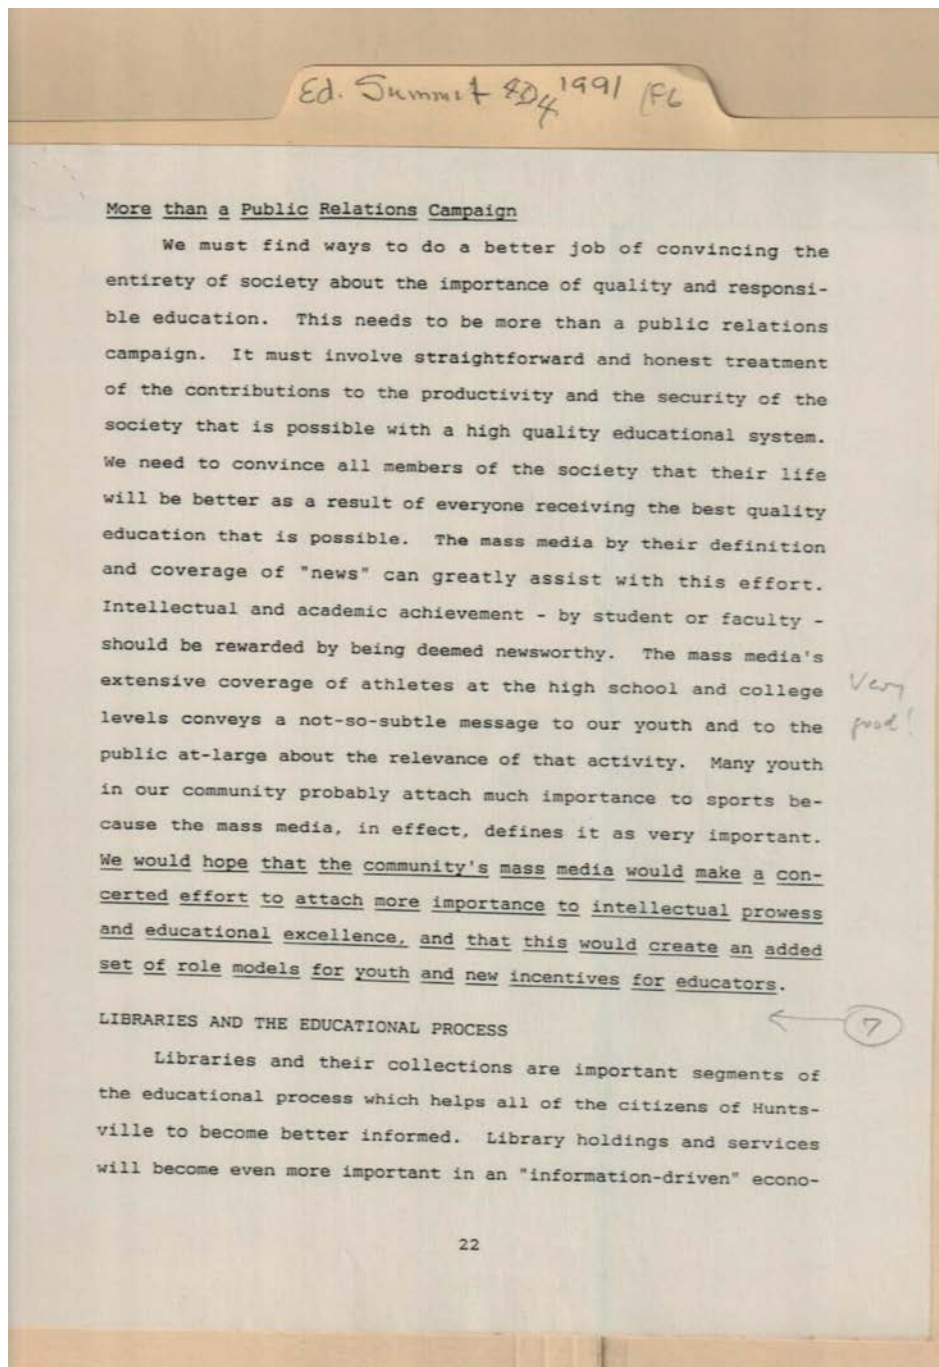 Ed. Summit 1991
More than a Public Relations Campaign
We must find ways to do a better job of convincing the
entirety of society about the importance of quality and responsi-
ble education. This needs to be more than a public relations
campaign. It must involve straightforward and honest treatment
of the contributions to the productivity and the security of the
society that is possible with a high quality educational system.
We need to convince all members of the society that their life
will be better as a result of everyone receiving the best quality
education that is possible. The mass media by their definition
and coverage of "news" can greatly assist with this effort.
Intellectual and academic achievement - by student or faculty -
should be rewarded by being deemed newsworthy. The mass media's
extensive coverage of athletes at the high school and college
levels conveys a not-so-subtle message to our youth and to the
public at-large about the relevance of that activity. Many youth
in our community probably attach much importance to sports be-
cause the mass media, in effect, defines it as very important.
We would hope that the community's mass media would make a con-
certed effort to attach more importance to intellectual prowess
and educational excellence, and that this would create an added
set of role models for youth and new incentives for educators.
Very
good!
LIBRARIES AND THE EDUCATIONAL PROCESS
7
Libraries and their collections are important segments of
the educational process which helps all of the citizens of Hunts-
ville to become better informed. Library holdings and services
will become even more important in an "information-driven" econo-
22